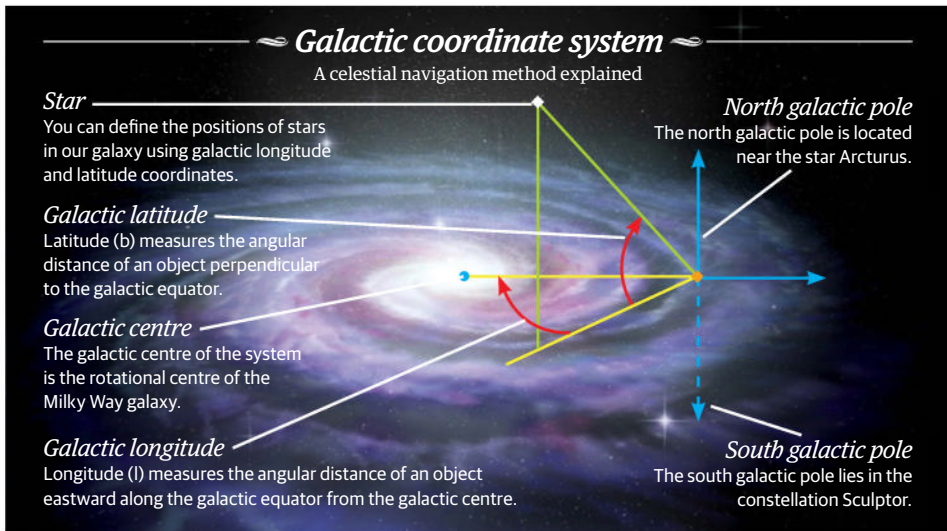 Galactic coordinate system
A celestial navigation method explained
Star
You can define the positions of stars
in our galaxy using galactic longitude
and latitude coordinates.
Galactic latitude
Latitude (b) measures the angular
distance of an object perpendicular
to the galactic equator.
Galactic centre
The galactic centre of the system
is the rotational centre of the
Milky Way galaxy.
Galactic longitude
Longitude (l) measures the angular distance of an object
eastward along the galactic equator from the galactic centre.
North galactic pole
The north galactic pole is located
near the star Arcturus.
South galactic pole
The south galactic pole lies in the
constellation Sculptor.